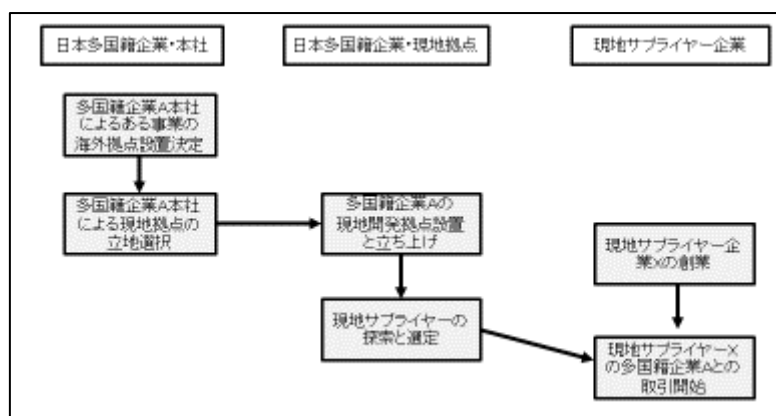 日本多国籍企業・本社
日本多国籍企業・現地拠点
現地サプライヤー企業
多国籍企業A本社
によるある事業の
海外拠点設置決定
多国籍企業A本社
による現地拠点の
立地選択
多国籍企業Aの
現地開発拠点設置
と立ち上げ
現地サプライヤー企
業Xの創業
現地サプライヤーの
探索と選定
現地サプライヤーX
の多国籍企業Aとの
取引開始